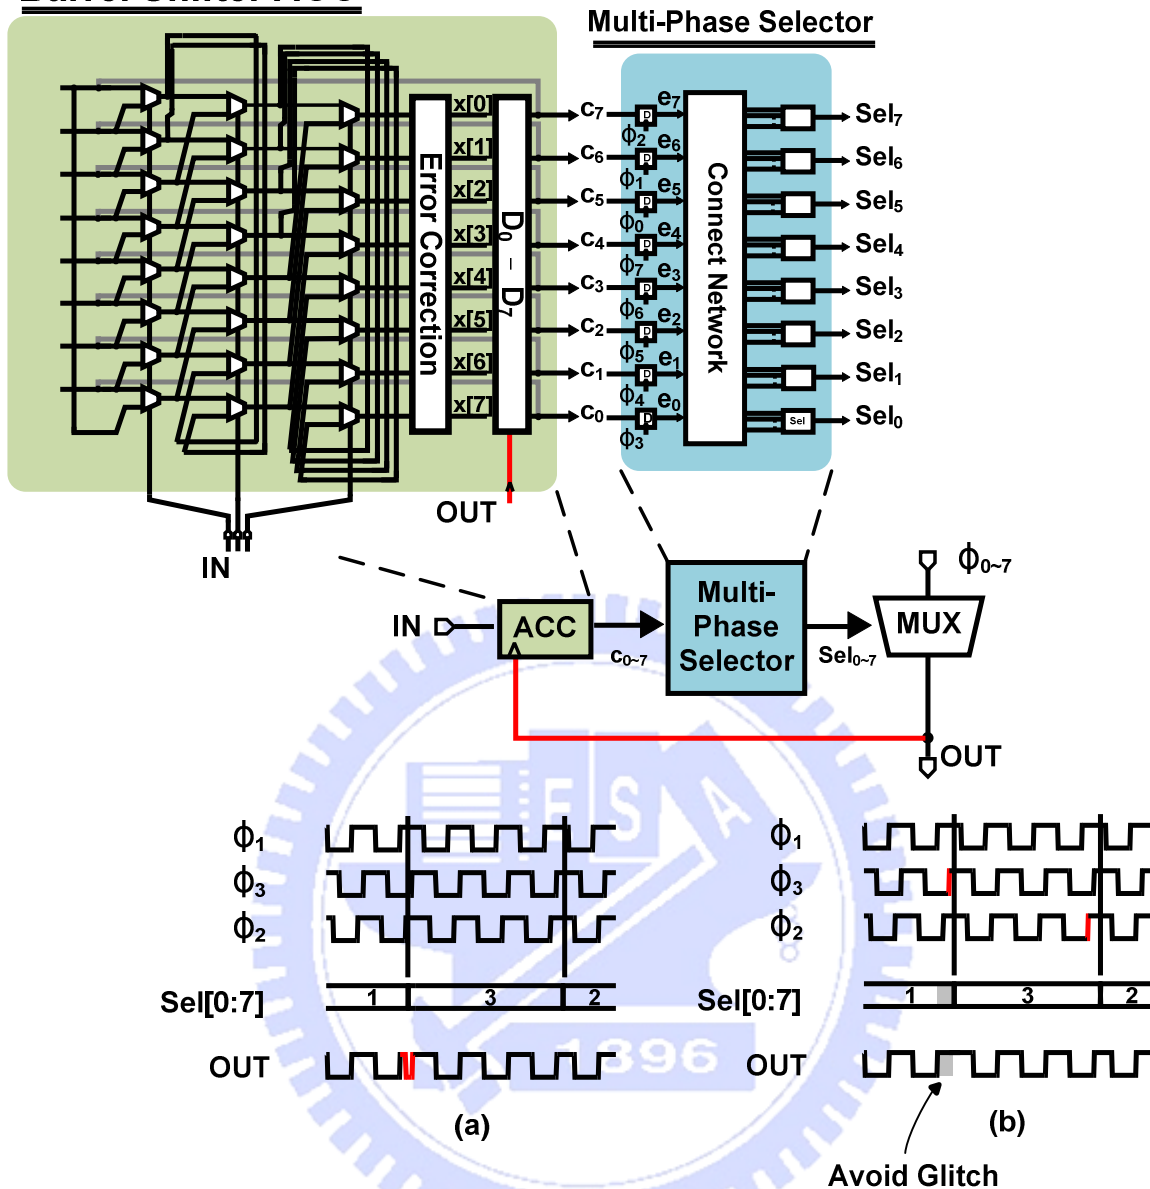 Multi-Phase Selector
x[0]
x[1]
x[2]
x[3]
x[4]
x[5]
x[6]
x[7]
Error Correction
D₀ – D₇
c₇
c₆
c₅
c₄
c₃
c₂
c₁
c₀
D
D
D
D
D
D
D
D
ϕ₂
ϕ₁
ϕ₀
ϕ₇
ϕ₆
ϕ₅
ϕ₄
ϕ₃
e₇
e₆
e₅
e₄
e₃
e₂
e₁
e₀
Connect Network
Sel
Sel₇
Sel₆
Sel₅
Sel₄
Sel₃
Sel₂
Sel₁
Sel₀
OUT
IN
IN
ACC
c₀~₇
Multi-
Phase
Selector
Sel₀~₇
ϕ₀~₇
MUX
OUT
ϕ₁
ϕ₃
ϕ₂
Sel[0:7]
1
3
2
OUT
(a)
ϕ₁
ϕ₃
ϕ₂
Sel[0:7]
1
3
2
OUT
(b)
Avoid Glitch
ESA
1896